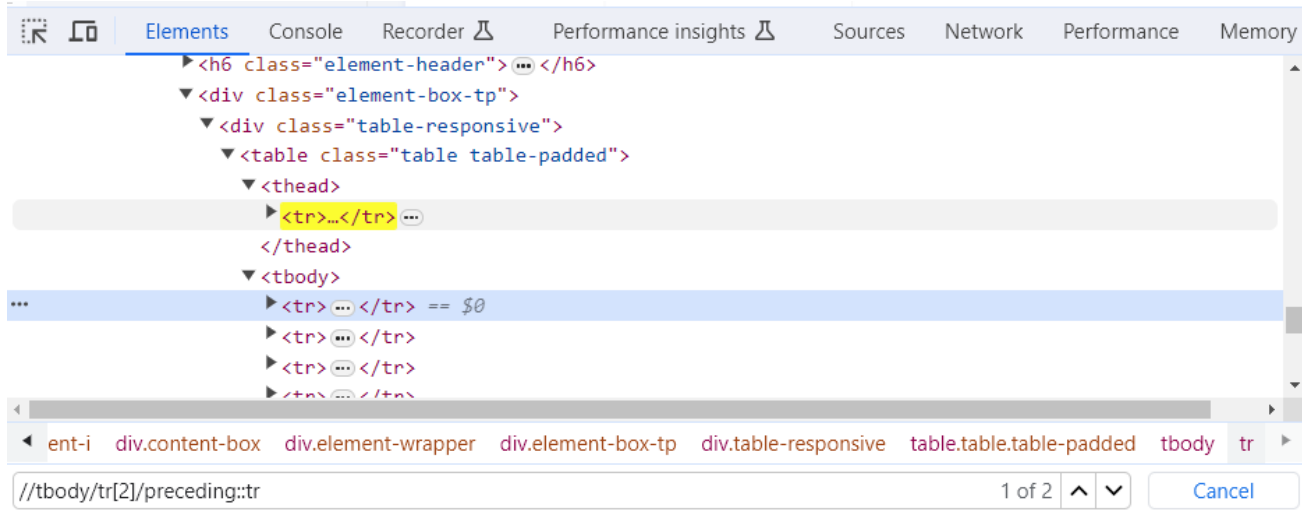 Elements Console Recorder Performance insights Sources Network Performance Memory
<h6 class="element-header"> … </h6>
<div class="element-box-tp">
<div class="table-responsive">
<table class="table table-padded">
<thead>
<tr>…</tr> …
</thead>
<tbody>
… <tr> … </tr> == $0
<tr> … </tr>
<tr> … </tr>
<tr> … </tr>
ent-i div.content-box div.element-wrapper div.element-box-tp div.table-responsive table.table.table-padded tbody tr
//tbody/tr[2]/preceding::tr 1 of 2 Cancel